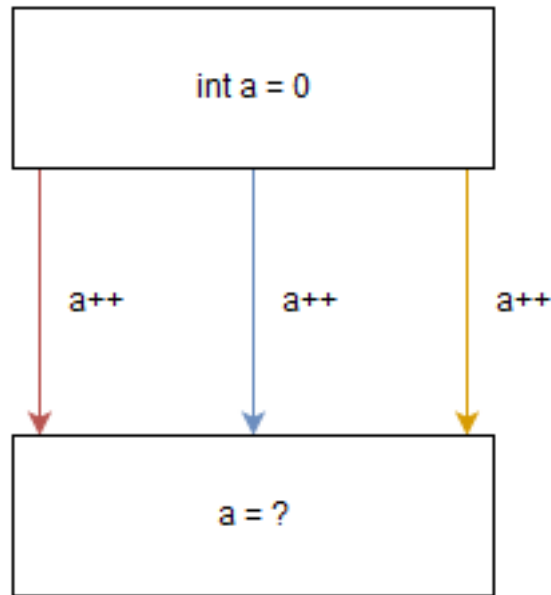 int a = 0
a++
a++
a++
a = ?